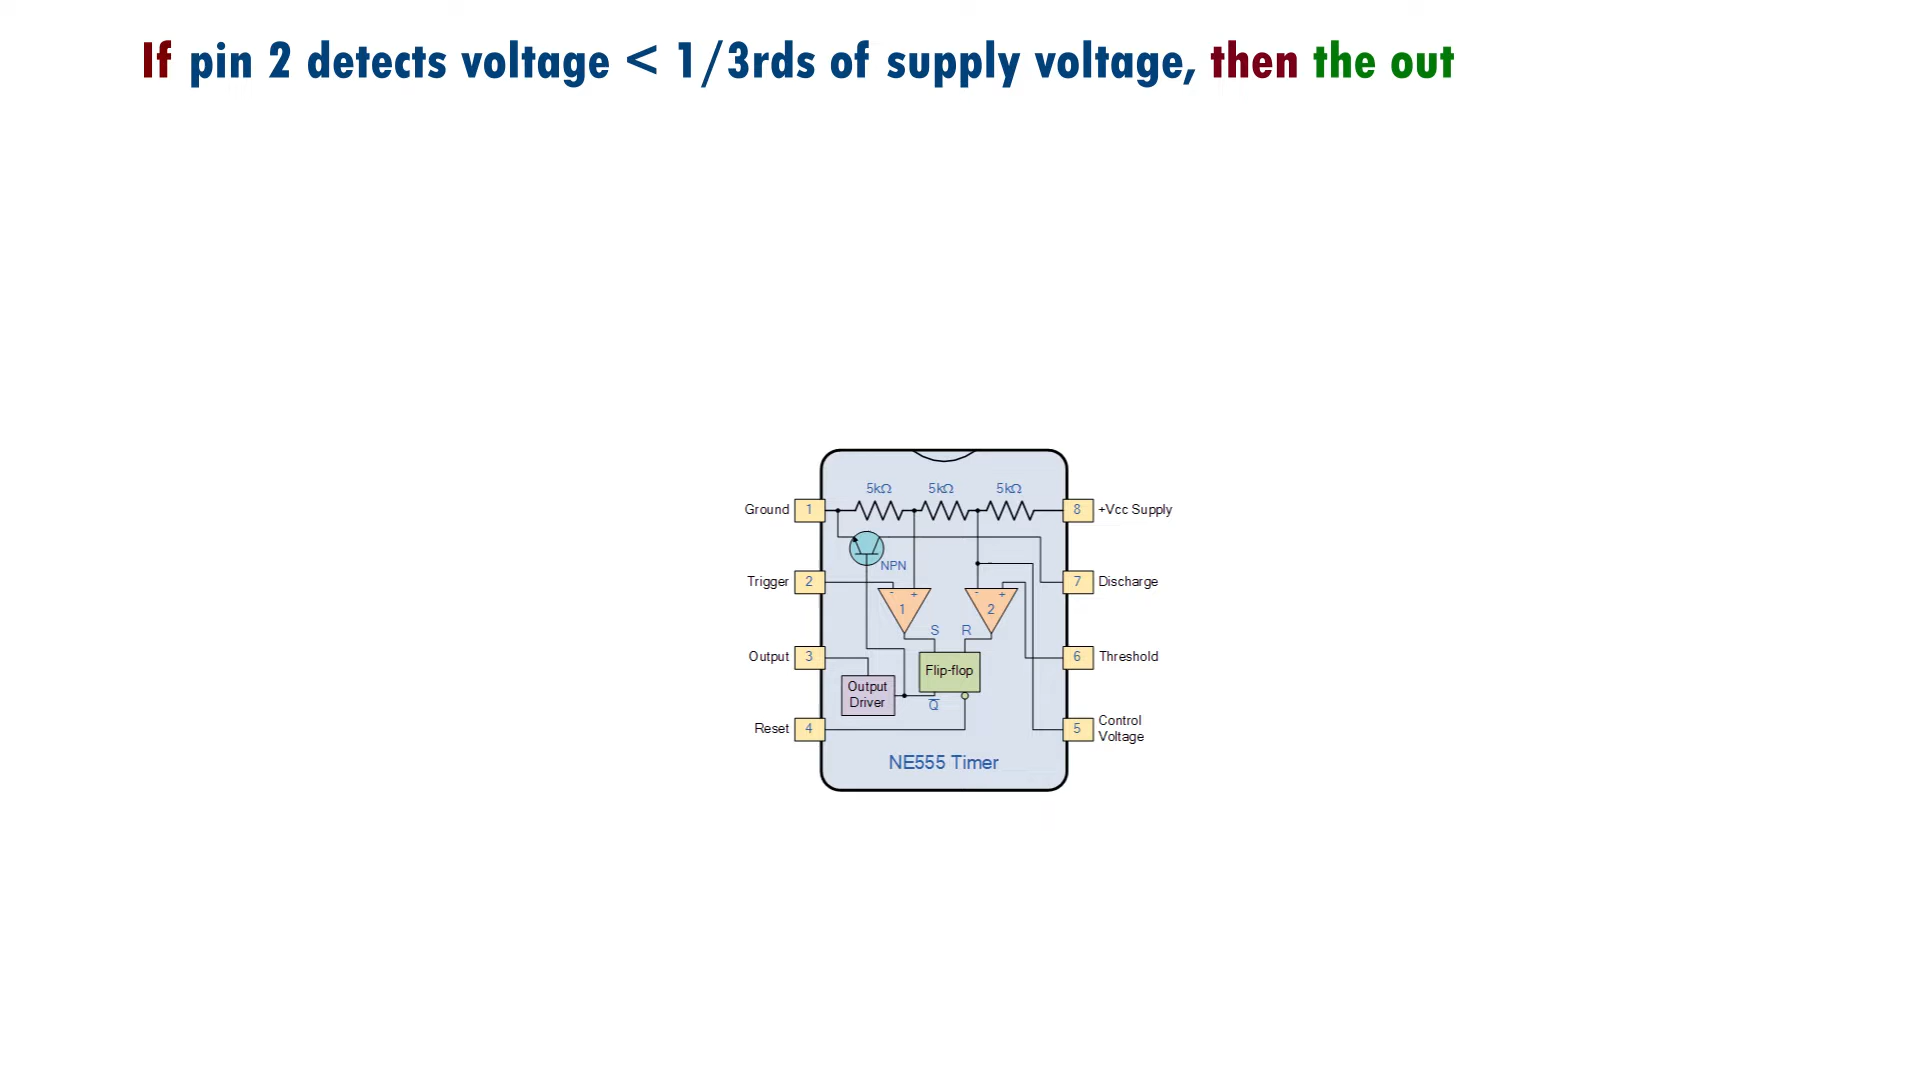 If pin 2 detects voltage < 1/3rds of supply voltage, then the out
5kΩ 5kΩ 5kΩ
Ground 1
8 +Vcc Supply
NPN
Trigger 2
7 Discharge
- +
- +
1
2
S R
Output 3
6 Threshold
Flip-flop
Output
Driver
Q̅
Reset 4
5 Control
Voltage
NE555 Timer